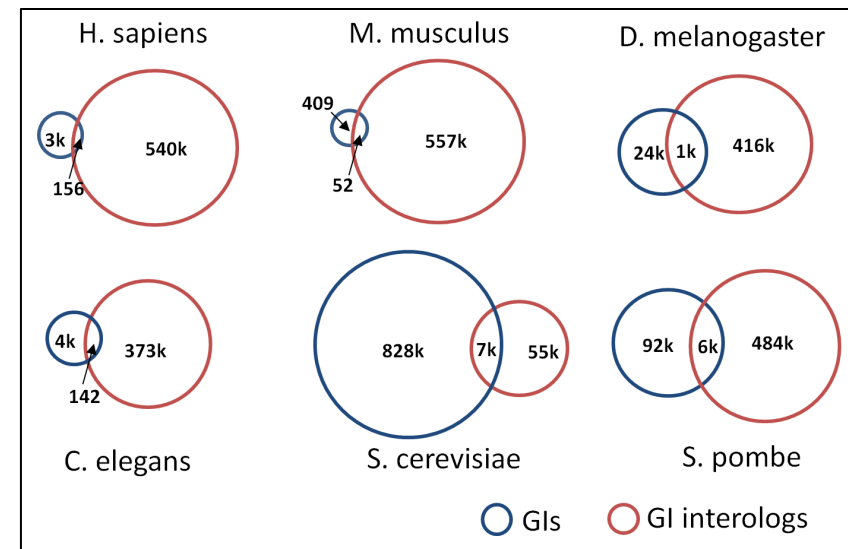 H. sapiens M. musculus D. melanogaster
3k 540k 156
409 557k 52
24k 1k 416k
4k 373k 142
828k 7k 55k
92k 6k 484k
C. elegans S. cerevisiae S. pombe
GIs GI interologs